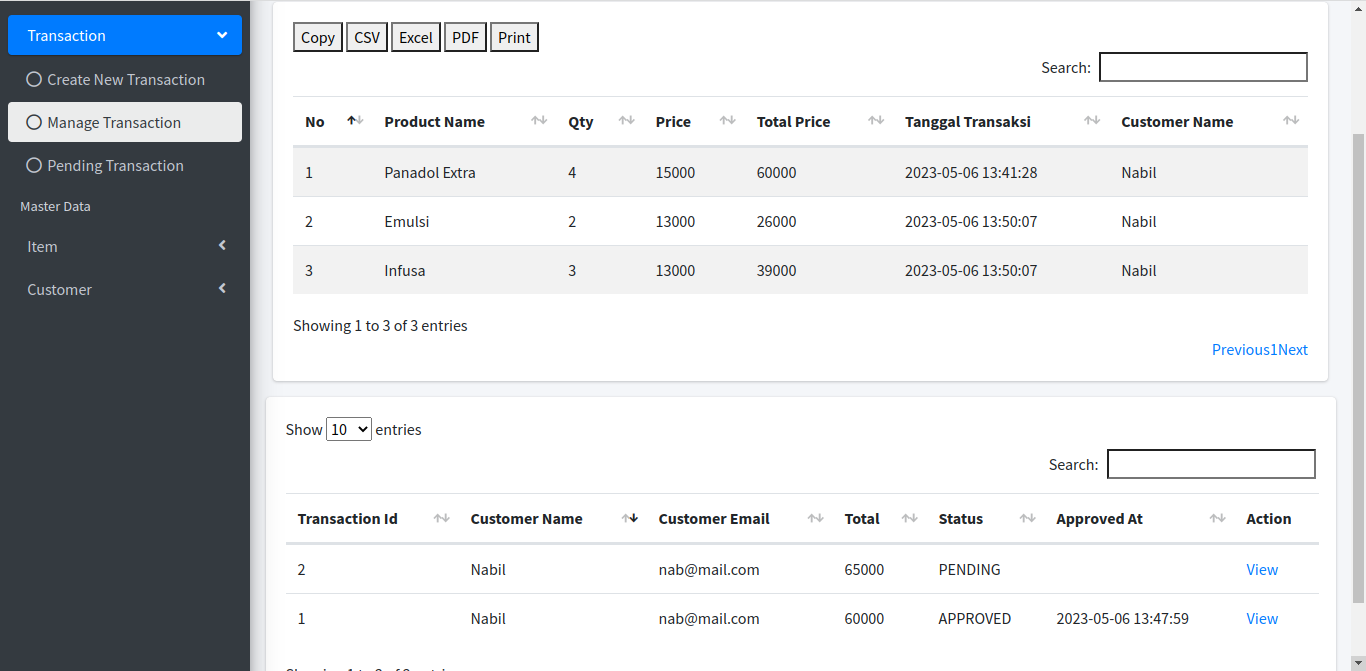 Transaction
Create New Transaction
Manage Transaction
Pending Transaction
Master Data
Item
Customer
Copy CSV Excel PDF Print
Search:
No Product Name Qty Price Total Price Tanggal Transaksi Customer Name
1 Panadol Extra 4 15000 60000 2023-05-06 13:41:28 Nabil
2 Emulsi 2 13000 26000 2023-05-06 13:50:07 Nabil
3 Infusa 3 13000 39000 2023-05-06 13:50:07 Nabil
Showing 1 to 3 of 3 entries
Previous1Next
Show 10 entries
Search:
Transaction Id Customer Name Customer Email Total Status Approved At Action
2 Nabil nab@mail.com 65000 PENDING View
1 Nabil nab@mail.com 60000 APPROVED 2023-05-06 13:47:59 View